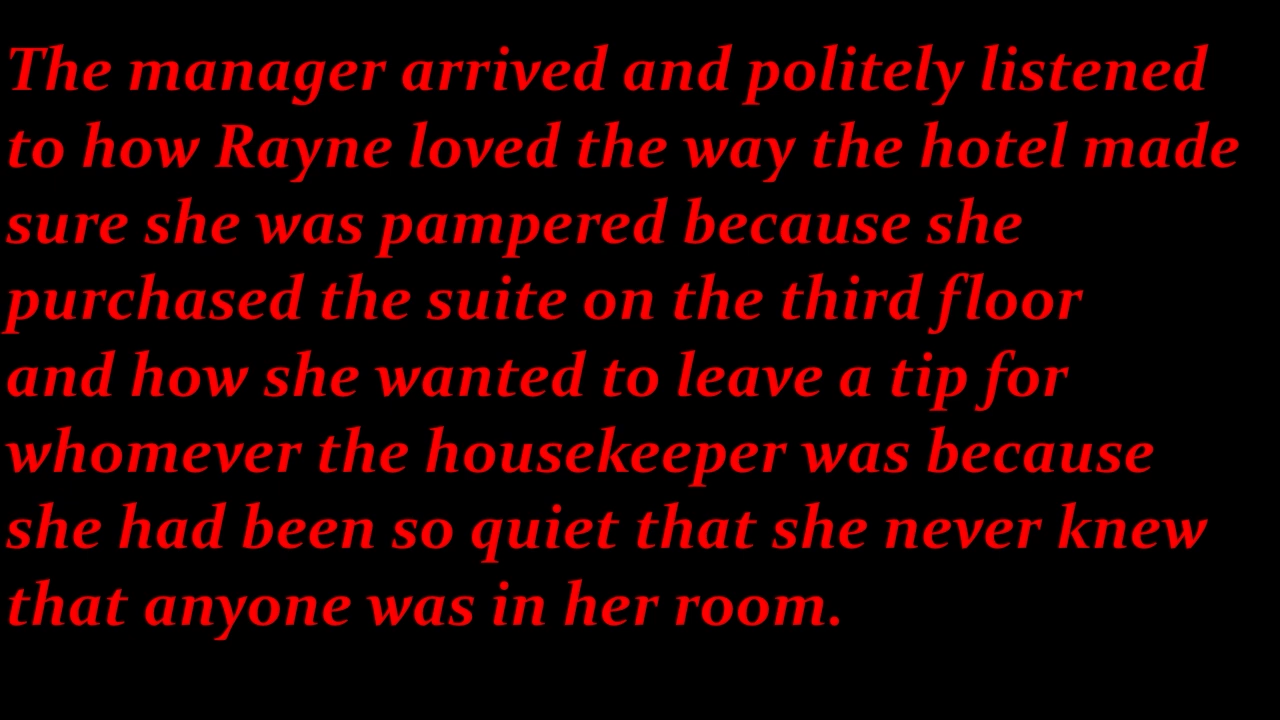 The manager arrived and politely listened
to how Rayne loved the way the hotel made
sure she was pampered because she
purchased the suite on the third floor
and how she wanted to leave a tip for
whomever the housekeeper was because
she had been so quiet that she never knew
that anyone was in her room.